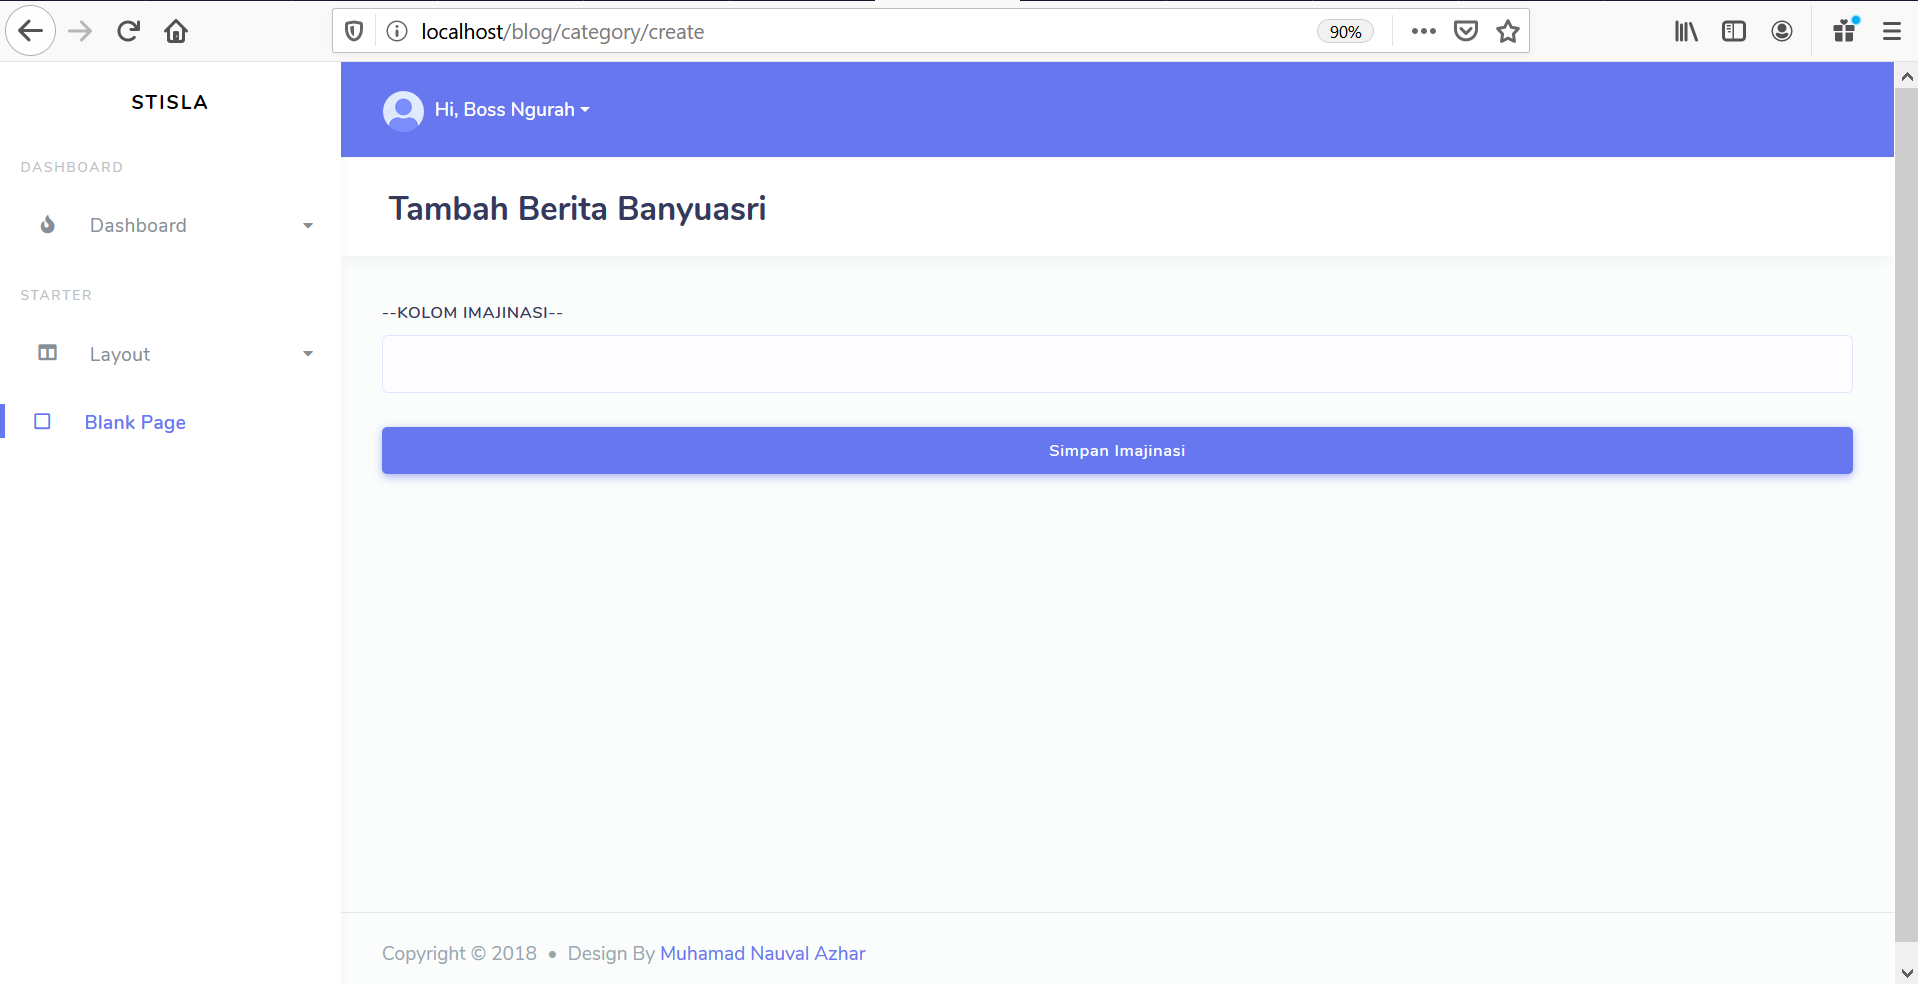 localhost/blog/category/create
90%
STISLA
DASHBOARD
Dashboard
STARTER
Layout
Blank Page
Hi, Boss Ngurah
Tambah Berita Banyuasri
--KOLOM IMAJINASI--
Simpan Imajinasi
Copyright © 2018 • Design By Muhamad Nauval Azhar